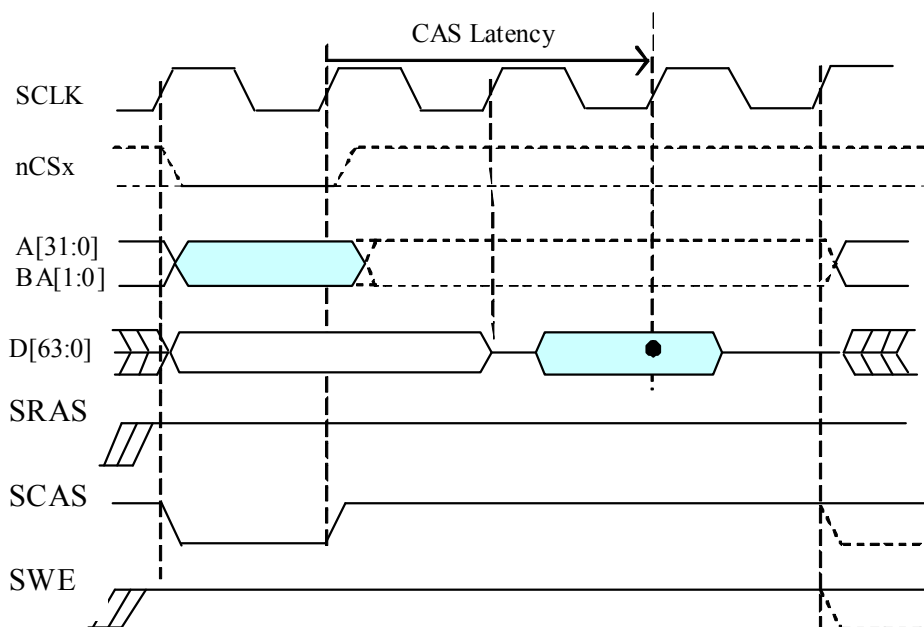 CAS Latency
SCLK
nCSx
A[31:0]
BA[1:0]
D[63:0]
SRAS
SCAS
SWE